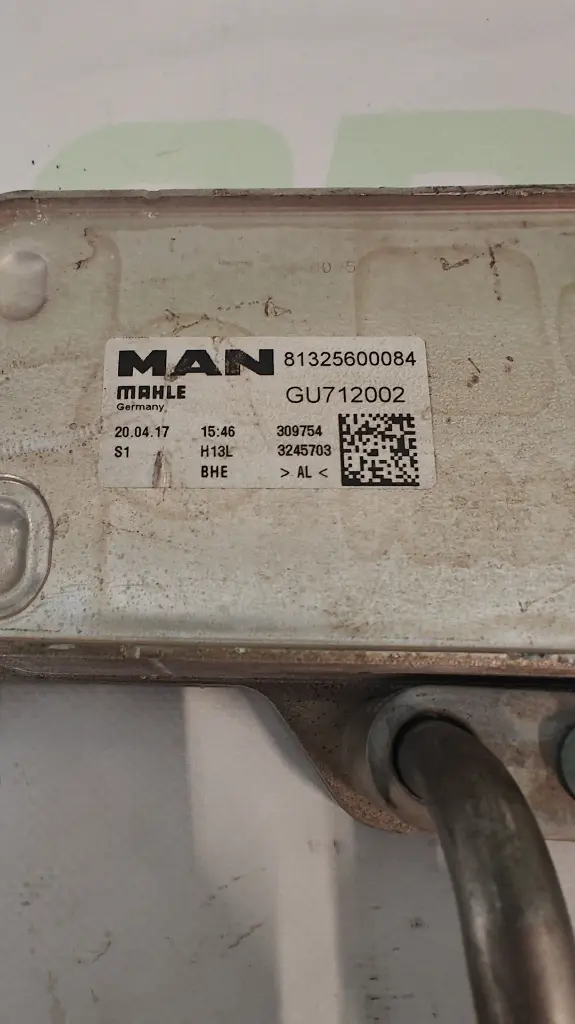 MAN 81325600084
MAHLE GU712002
Germany
20.04.17 15:46 309754
S1 H13L 3245703
BHE > AL <